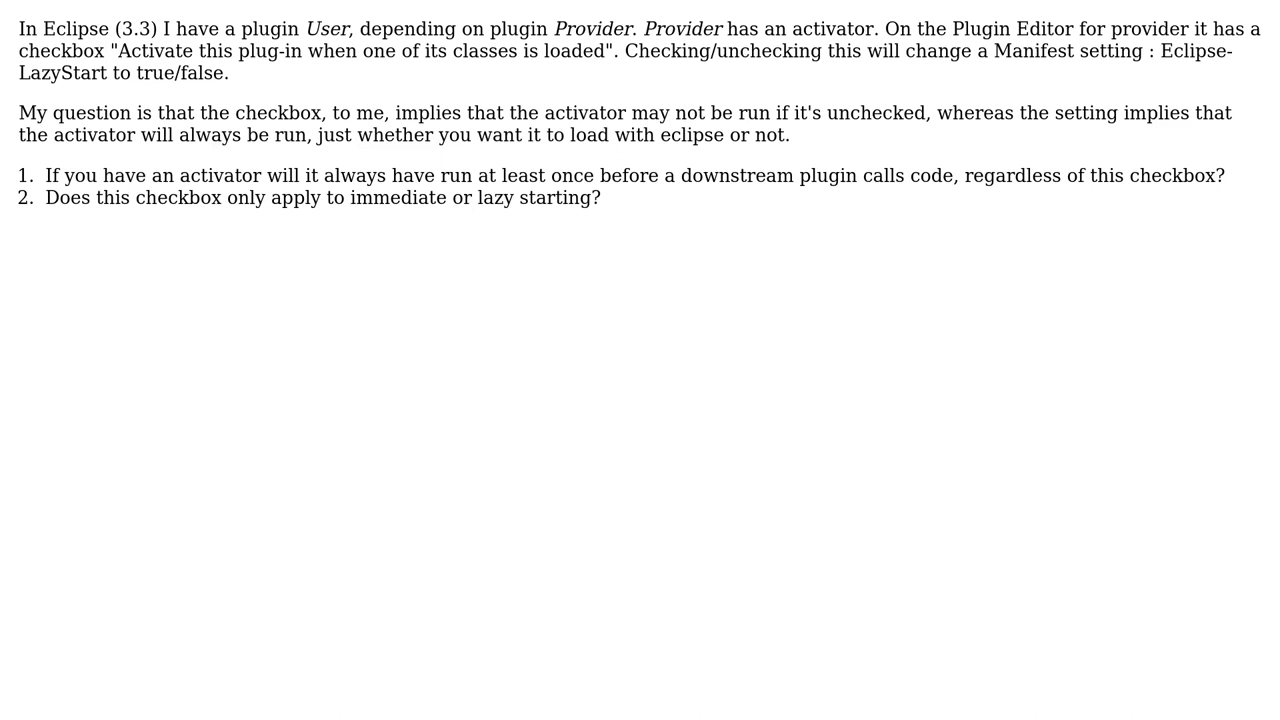 In Eclipse (3.3) I have a plugin User, depending on plugin Provider. Provider has an activator. On the Plugin Editor for provider it has a
checkbox "Activate this plug-in when one of its classes is loaded". Checking/unchecking this will change a Manifest setting : Eclipse-
LazyStart to true/false.
My question is that the checkbox, to me, implies that the activator may not be run if it's unchecked, whereas the setting implies that
the activator will always be run, just whether you want it to load with eclipse or not.
1. If you have an activator will it always have run at least once before a downstream plugin calls code, regardless of this checkbox?
2. Does this checkbox only apply to immediate or lazy starting?